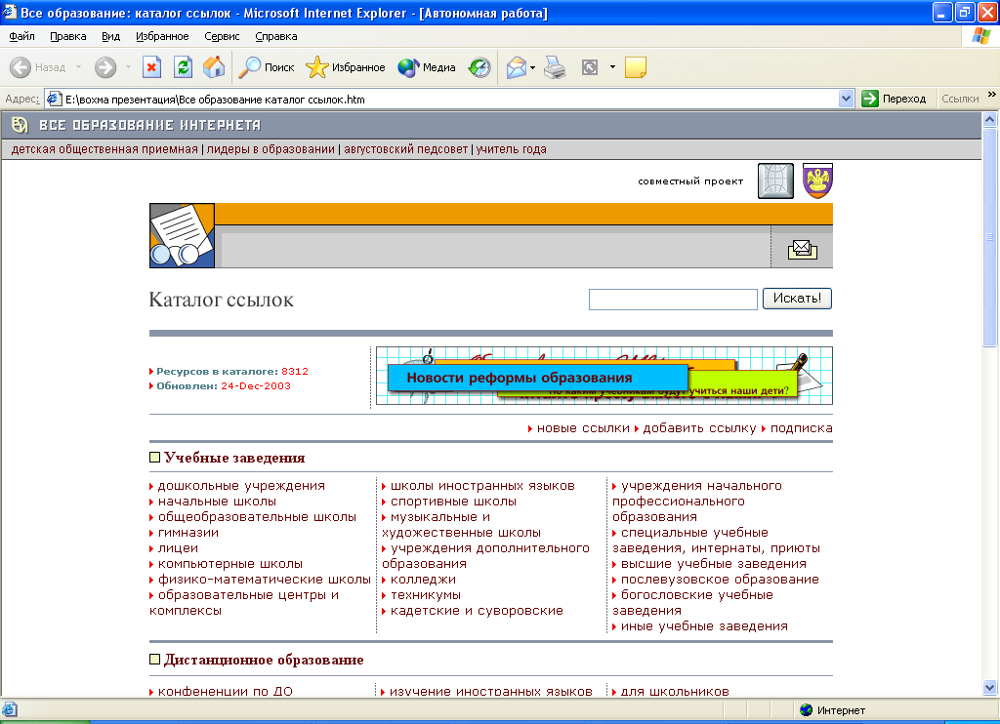 Все образование: каталог ссылок - Microsoft Internet Explorer - [Автономная работа]
Файл Правка Вид Избранное Сервис Справка
Назад Поиск Избранное Медиа
Адрес: E:\вохма презентация\Все образование каталог ссылок.htm Переход Ссылки »
ВСЕ ОБРАЗОВАНИЕ ИНТЕРНЕТА
детская общественная приемная | лидеры в образовании | августовский педсовет | учитель года
совместный проект
Каталог ссылок Искать!
Ресурсов в каталоге: 8312
Обновлен: 24-Dec-2003
Новости реформы образования
По каким учебникам будут учиться наши дети?
новые ссылки добавить ссылку подписка
Учебные заведения
дошкольные учреждения
начальные школы
общеобразовательные школы
гимназии
лицеи
компьютерные школы
физико-математические школы
образовательные центры и
комплексы
школы иностранных языков
спортивные школы
музыкальные и
художественные школы
учреждения дополнительного
образования
колледжи
техникумы
кадетские и суворовские
учреждения начального
профессионального
образования
специальные учебные
заведения, интернаты, приюты
высшие учебные заведения
послевузовское образование
богословские учебные
заведения
иные учебные заведения
Дистанционное образование
конфененции по ДО изучение иностранных языков для школьников
Интернет